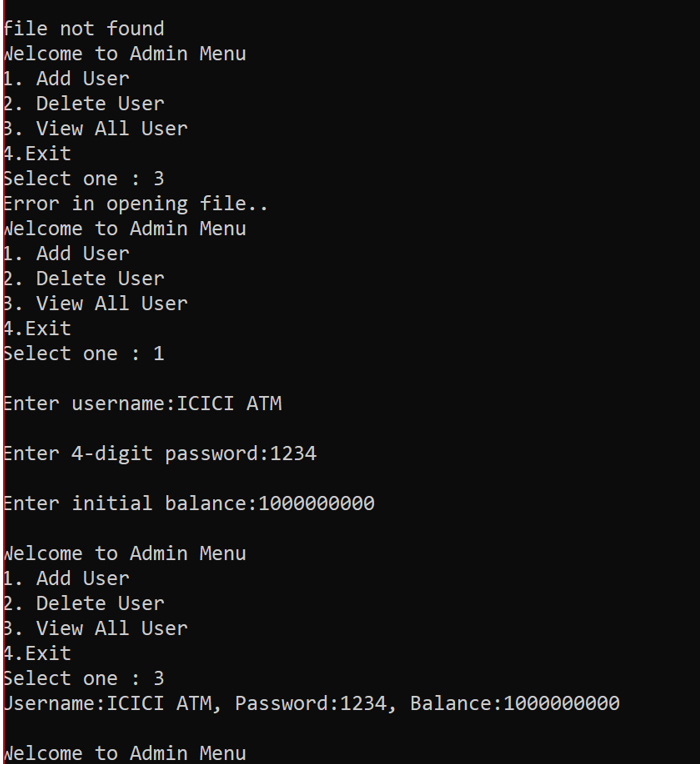 file not found
Welcome to Admin Menu
1. Add User
2. Delete User
3. View All User
4.Exit
Select one : 3
Error in opening file..
Welcome to Admin Menu
1. Add User
2. Delete User
3. View All User
4.Exit
Select one : 1
Enter username:ICICI ATM
Enter 4-digit password:1234
Enter initial balance:1000000000
Welcome to Admin Menu
1. Add User
2. Delete User
3. View All User
4.Exit
Select one : 3
Username:ICICI ATM, Password:1234, Balance:1000000000
Welcome to Admin Menu